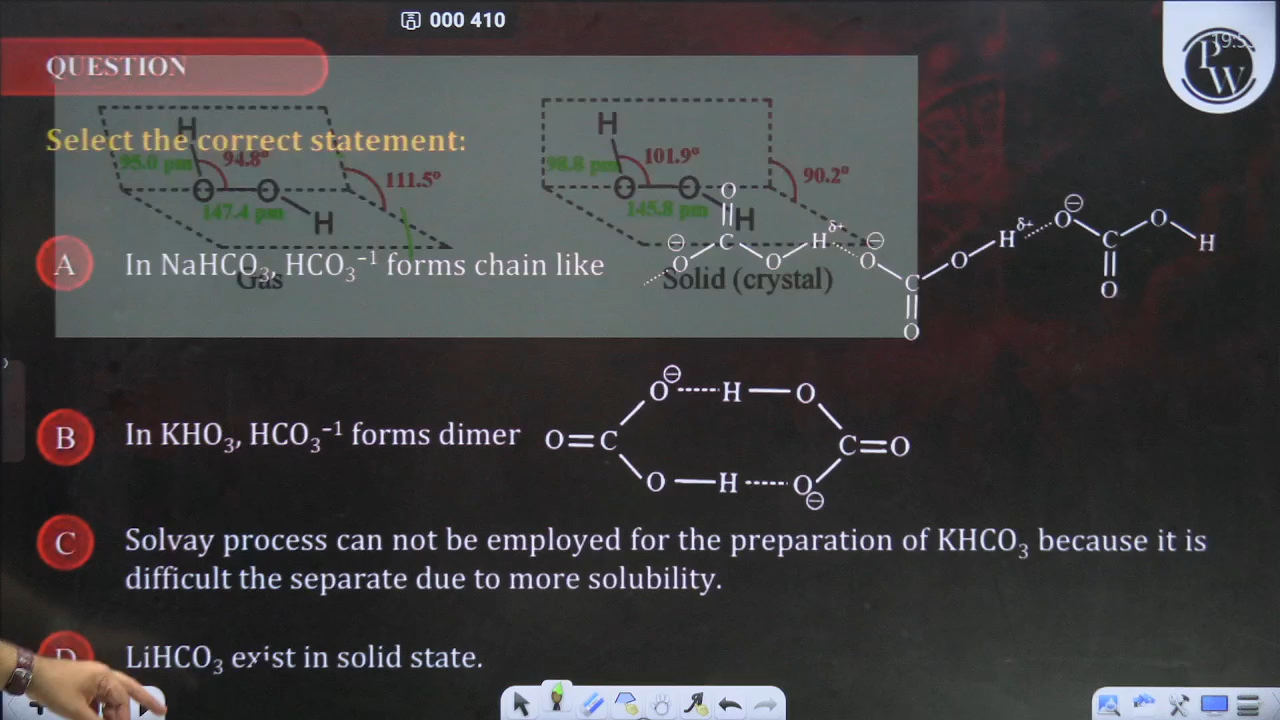 000 410
19:5
PW
QUESTION
Select the correct statement:
H
95.0 pm 94.8°
111.5°
O O
147.4 pm
H
Gas
H
98.8 pm 101.9°
90.2°
O O
145.8 pm
H
Solid (crystal)
A In NaHCO₃, HCO₃⁻¹ forms chain like
O
⊖ C H δ+ ⊖
O O O
C O H δ+ O ⊖ C O H
O O
B In KHO₃, HCO₃⁻¹ forms dimer
O ⊖ H O
O=C C=O
O H O ⊖
C Solvay process can not be employed for the preparation of KHCO₃ because it is
difficult the separate due to more solubility.
D LiHCO₃ exist in solid state.